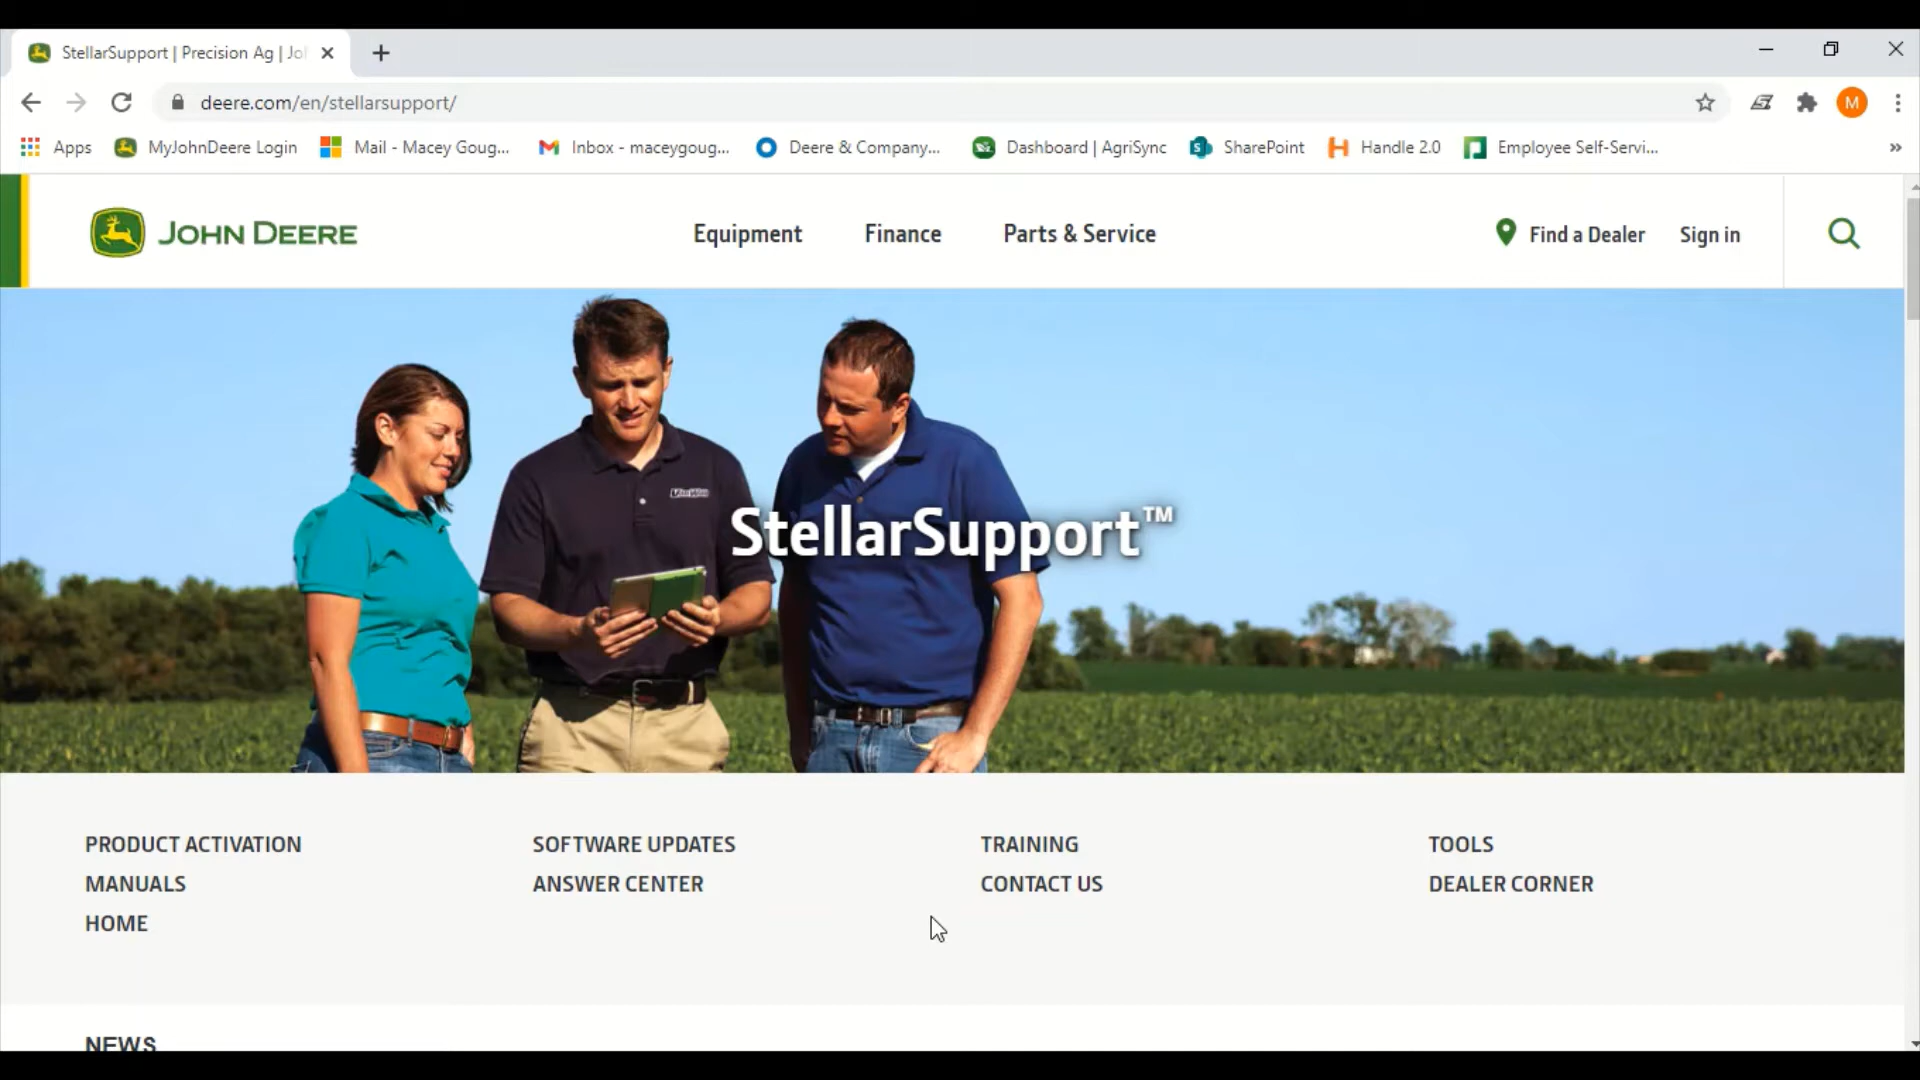 StellarSupport | Precision Ag | Jo
deere.com/en/stellarsupport/
M
Apps
MyJohnDeere Login
Mail - Macey Goug...
Inbox - maceygoug...
Deere & Company...
Dashboard | AgriSync
SharePoint
Handle 2.0
Employee Self-Servi...
»
JOHN DEERE
Equipment
Finance
Parts & Service
Find a Dealer
Sign in
StellarSupport™
PRODUCT ACTIVATION
SOFTWARE UPDATES
TRAINING
TOOLS
MANUALS
ANSWER CENTER
CONTACT US
DEALER CORNER
HOME
NEWS